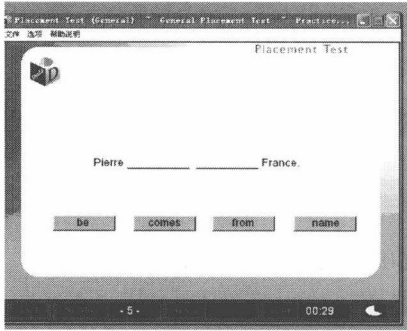 Placement Test (General) - General Placement Test - Practice...
文件 选项 帮助说明
Placement Test
Pierre __________ __________ France.
be comes from name
- 5 -
00:29